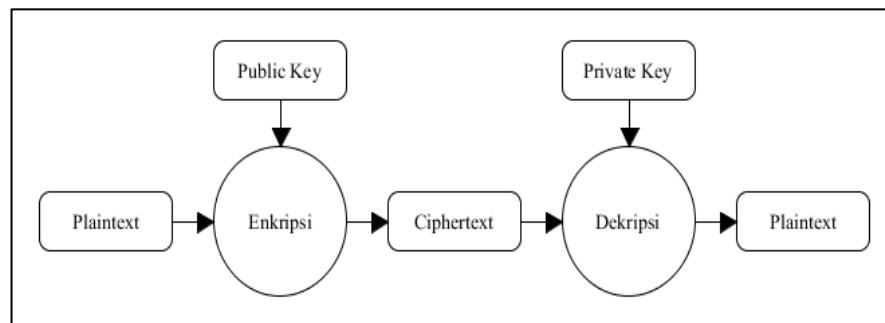 Public Key
Private Key
Plaintext
Enkripsi
Ciphertext
Dekripsi
Plaintext